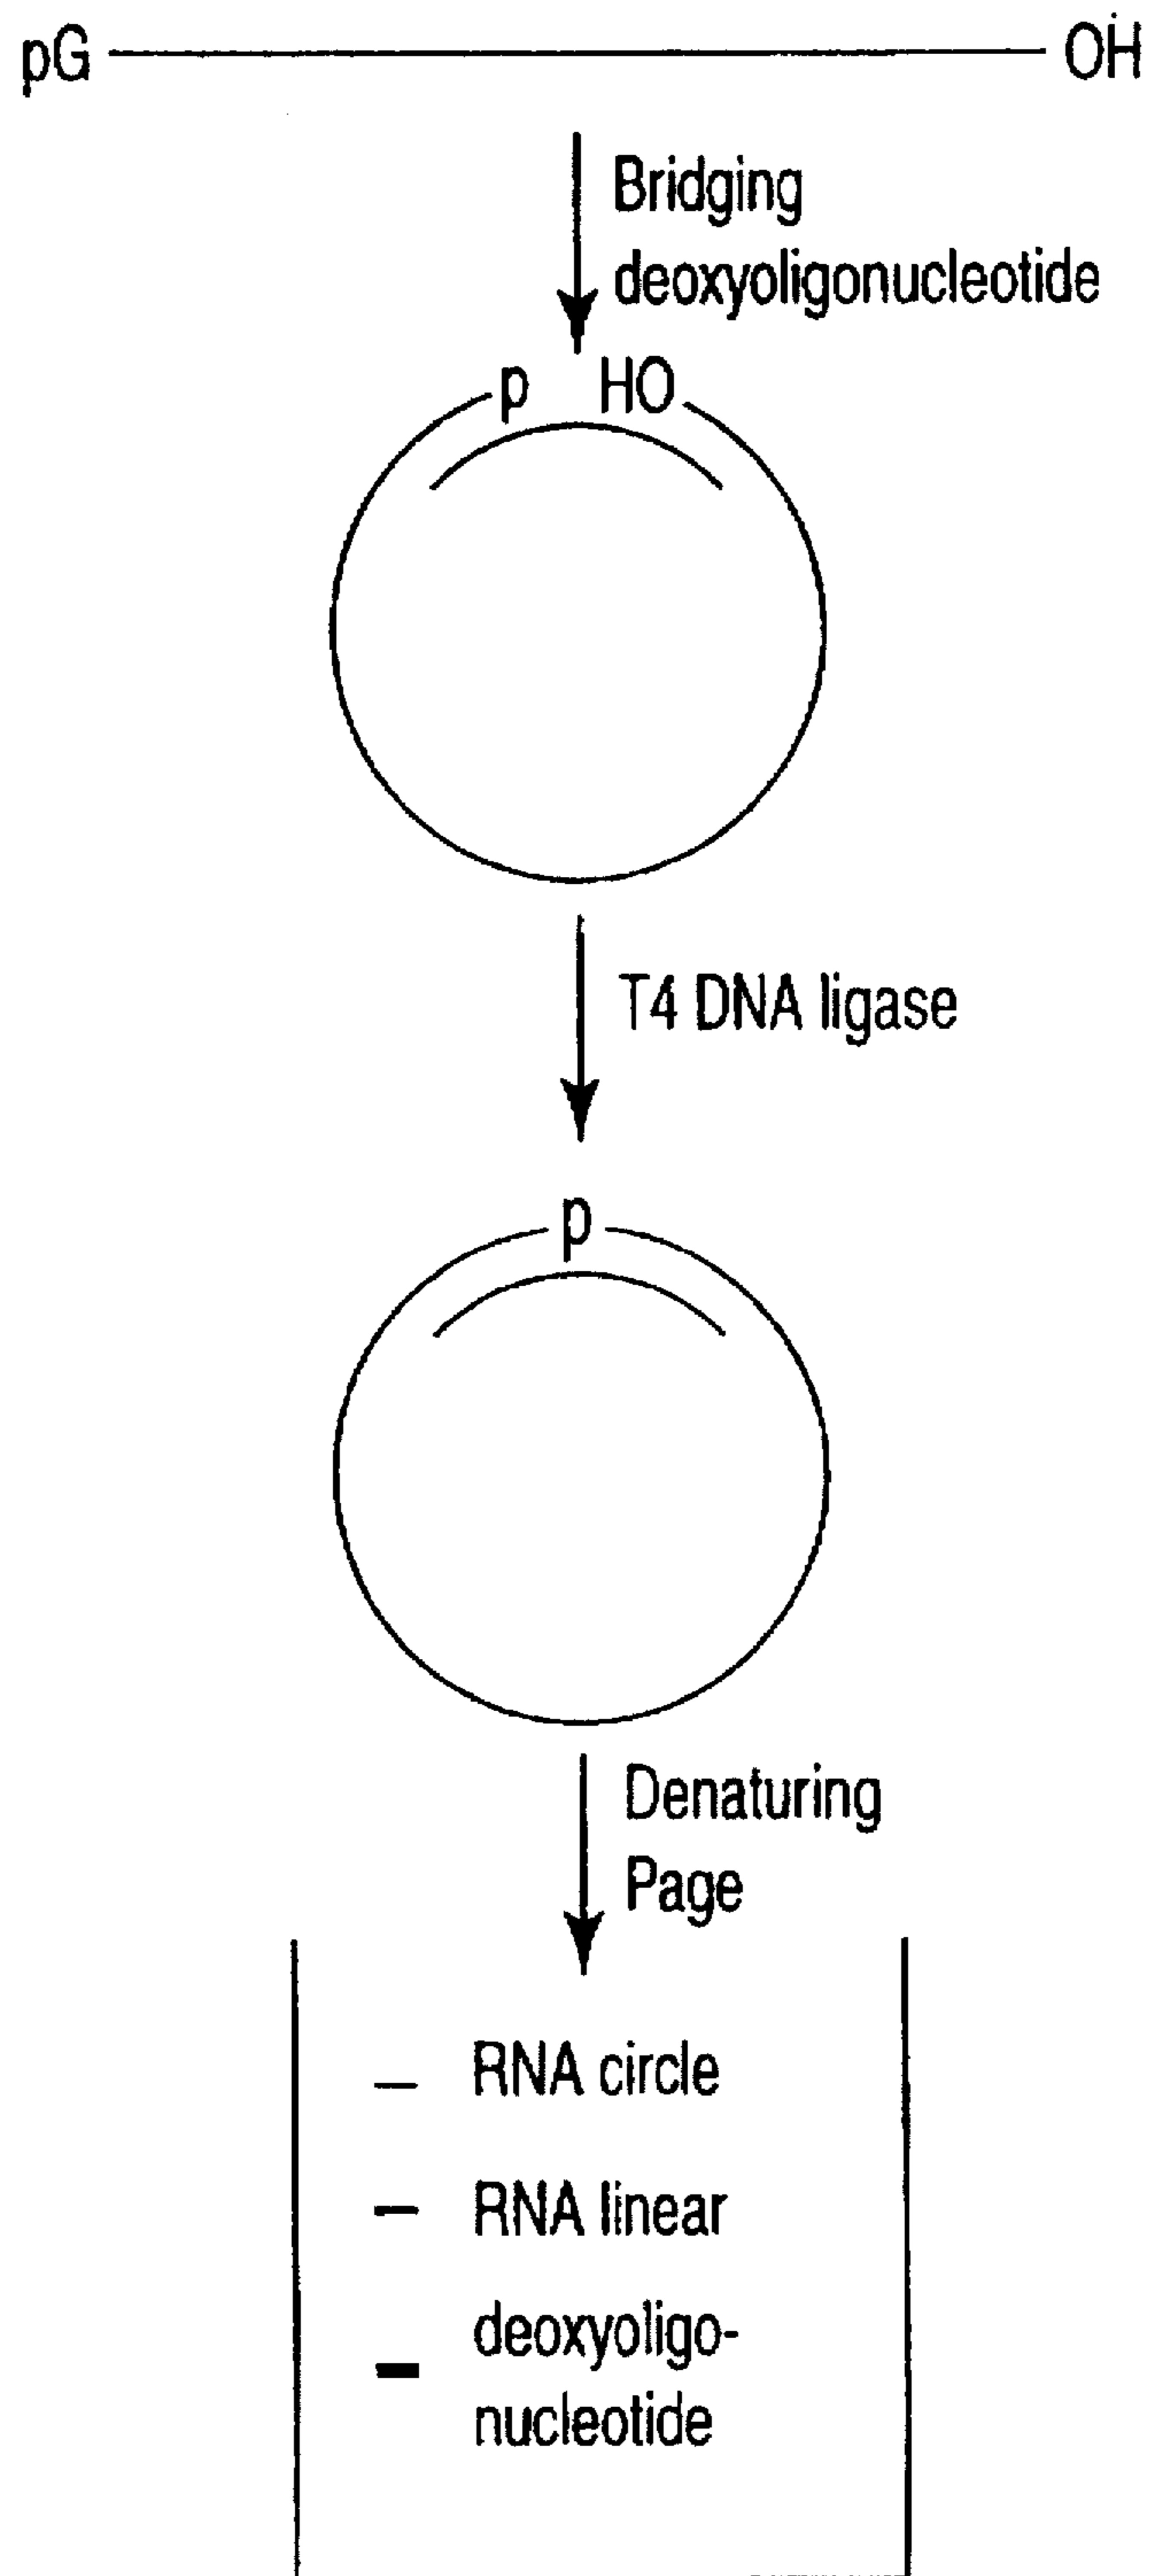 pG OH
Bridging
deoxyoligonucleotide
p HO
T4 DNA ligase
p
Denaturing
Page
RNA circle
RNA linear
deoxyoligo-
nucleotide